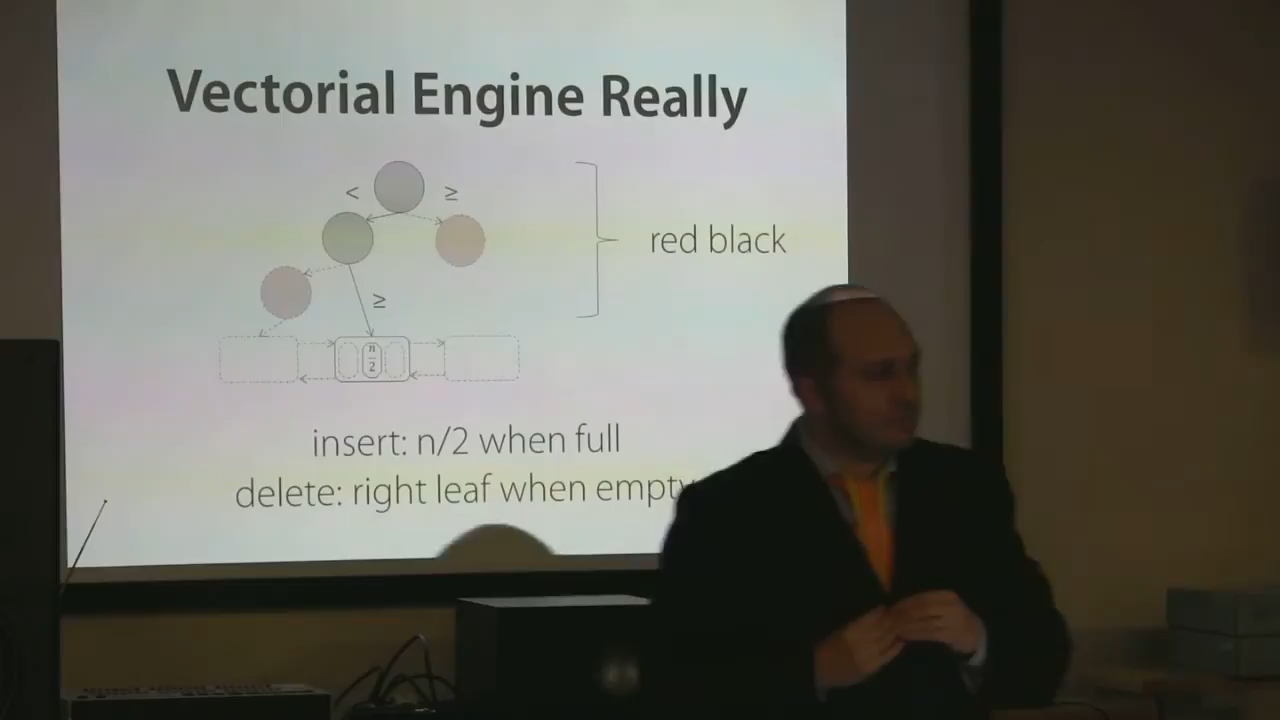 Vectorial Engine Really
< ≥
red black
≥
n
2
insert: n/2 when full
delete: right leaf when empty